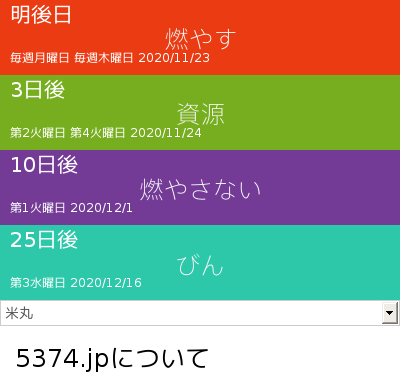 明後日
燃やす
毎週月曜日 毎週木曜日 2020/11/23
3日後
資源
第2火曜日 第4火曜日 2020/11/24
10日後
燃やさない
第1火曜日 2020/12/1
25日後
びん
第3水曜日 2020/12/16
米丸
5374.jpについて